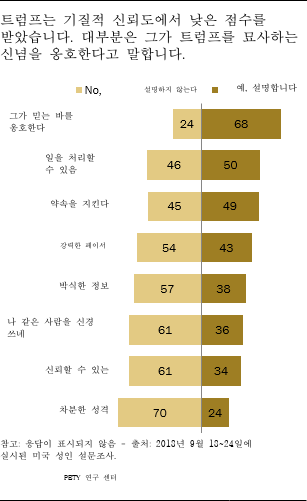 트럼프는 기질적 신뢰도에서 낮은 점수를
받았습니다. 대부분은 그가 트럼프를 묘사하는
신념을 옹호한다고 말합니다.
No, 설명하지 않는다 예, 설명합니다
그가 믿는 바를
옹호한다
24 68
일을 처리할
수 있음
46 50
약속을 지킨다
45 49
강력한 페이서
54 43
박식한 정보
57 38
나 같은 사람을 신경
쓰네
61 36
신뢰할 수 있는
61 34
차분한 성격
70 24
참고: 응답이 표시되지 않음 - 출처: 2018년 9월 18~24일에
실시된 미국 성인 설문조사.
PETY 연구 센터